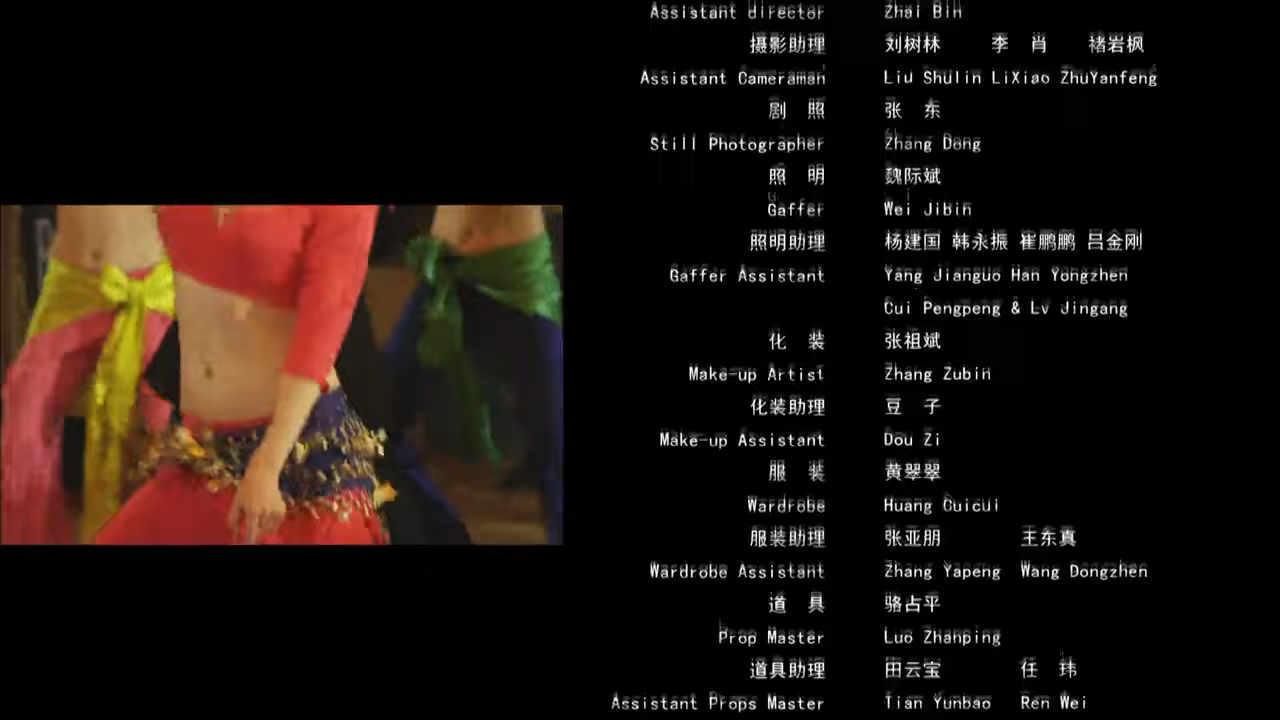 Assistant director Zhai Bin
摄影助理 刘树林 李 肖 褚岩枫
Assistant Cameraman Liu Shulin LiXiao ZhuYanfeng
剧 照 张 东
Still Photographer Zhang Dong
照 明 魏际斌
Gaffer Wei Jibin
照明助理 杨建国 韩永振 崔鹏鹏 吕金刚
Gaffer Assistant Yang Jianguo Han Yongzhen
Cui Pengpeng & Lv Jingang
化 装 张祖斌
Make-up Artist Zhang Zubin
化装助理 豆 子
Make-up Assistant Dou Zi
服 装 黄翠翠
Wardrobe Huang Cuicui
服装助理 张亚朋 王东真
Wardrobe Assistant Zhang Yapeng Wang Dongzhen
道 具 骆占平
Prop Master Luo Zhanping
道具助理 田云宝 任 玮
Assistant Props Master Tian Yunbao Ren Wei